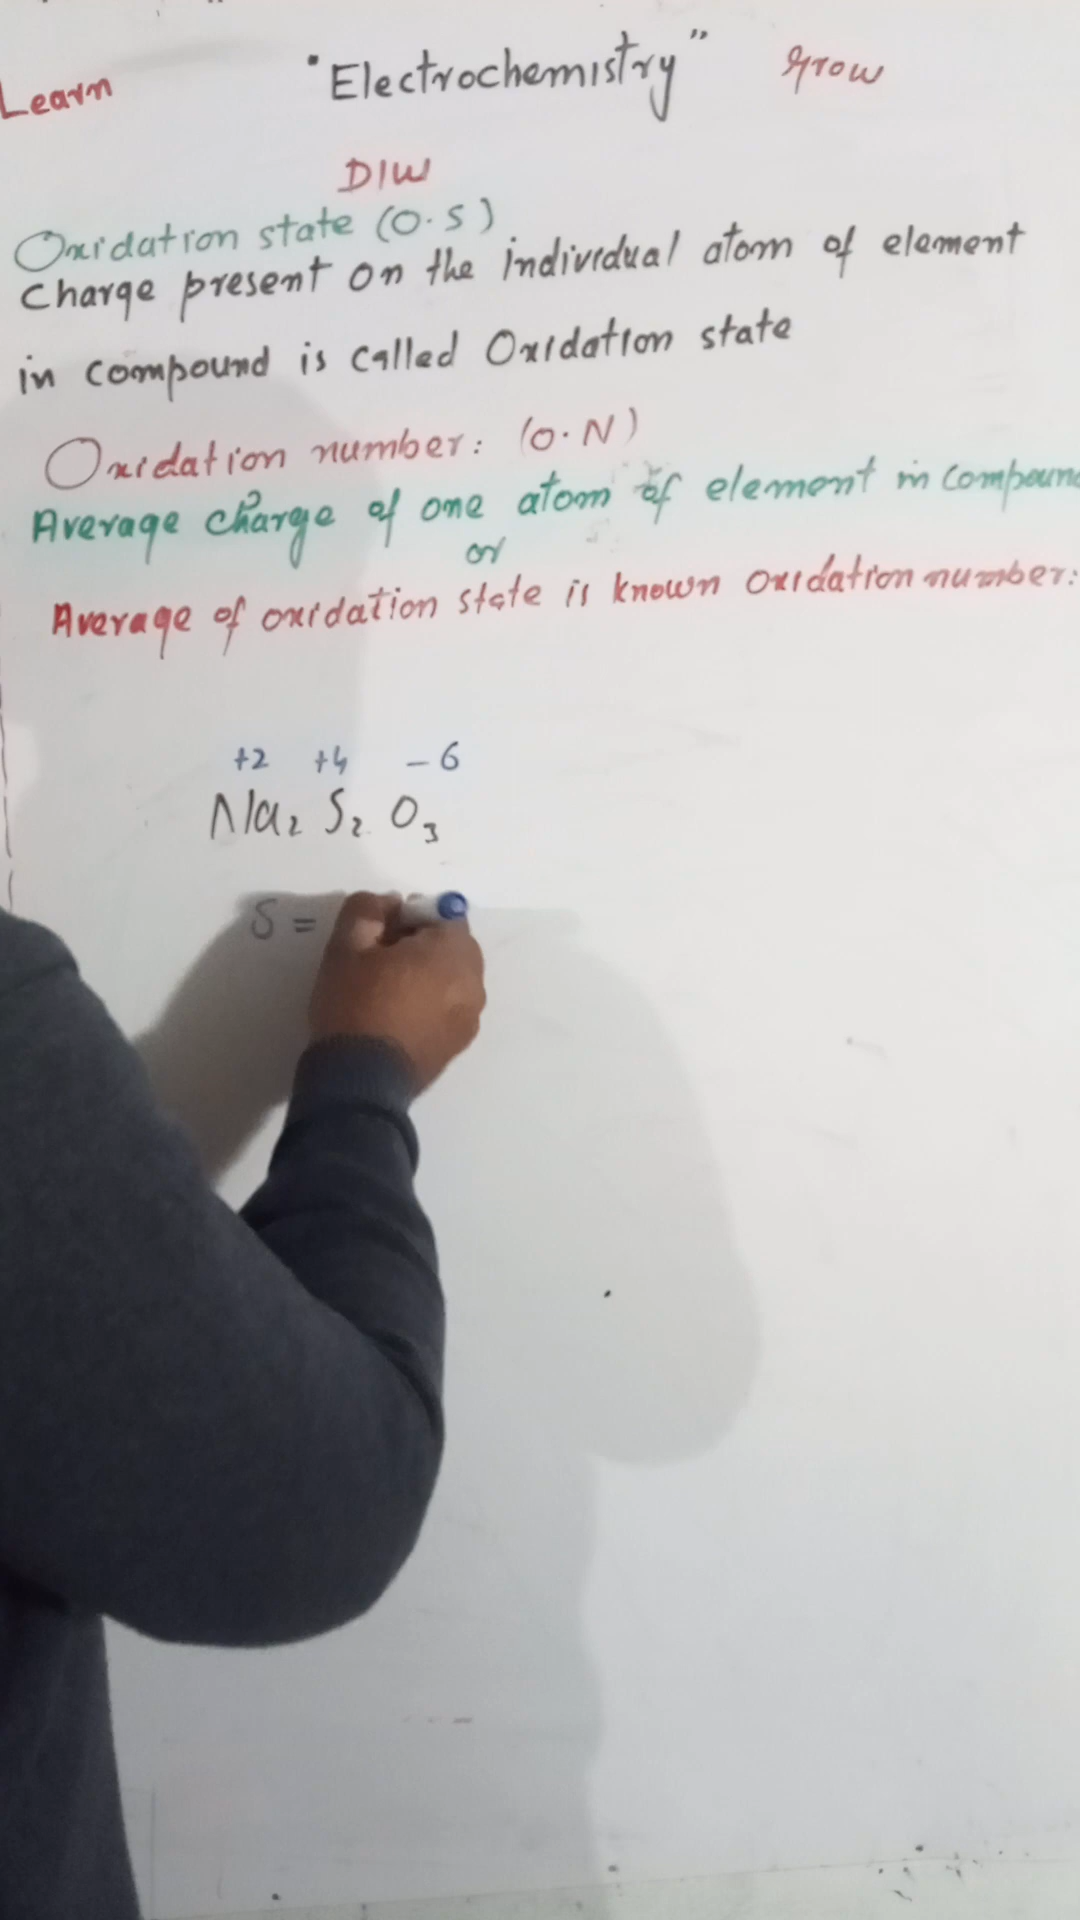 Learn "Electrochemistry" Grow
D/W
Oxidation state (O.S)
Charge present on the individual atom of element
in compound is called Oxidation state
Oxidation number: (O.N)
Average charge of one atom of element in compound
or
Average of oxidation state is known oxidation number:
+2 +4 -6
Na₂ S₂ O₃
S =